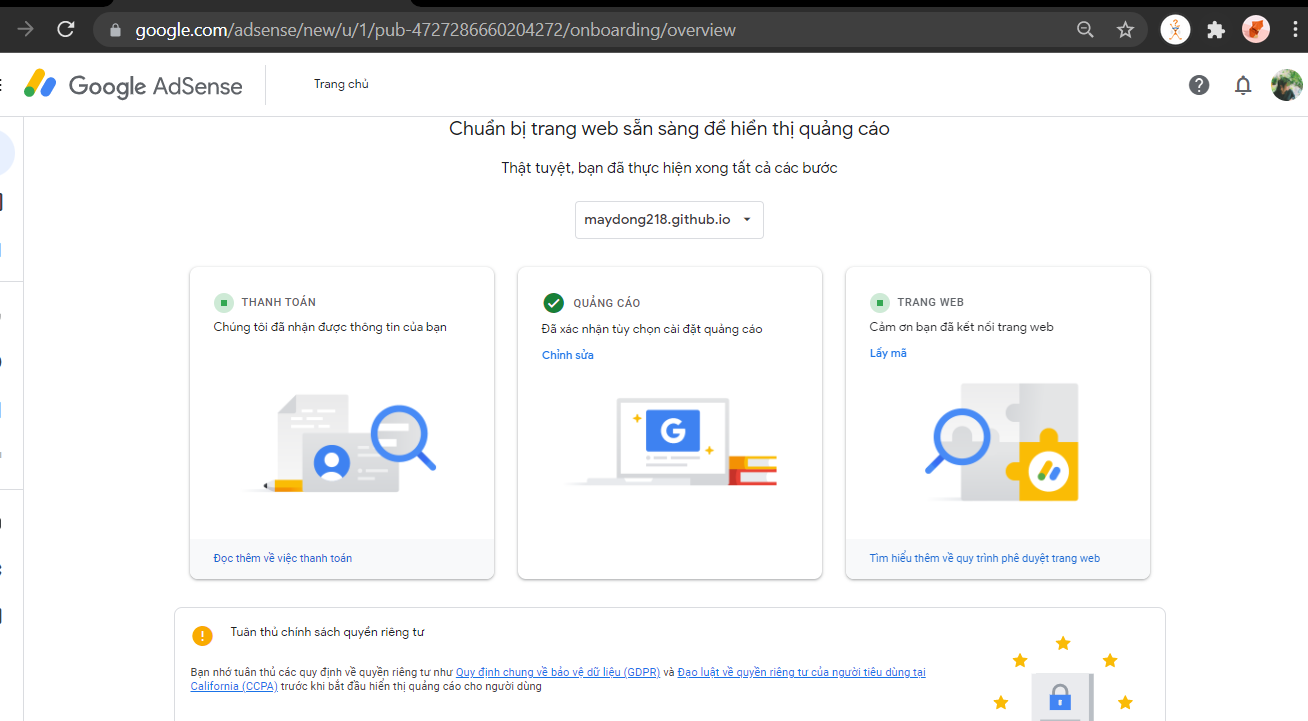 google.com/adsense/new/u/1/pub-4727286660204272/onboarding/overview
Google AdSense
Trang chủ
Chuẩn bị trang web sẵn sàng để hiển thị quảng cáo
Thật tuyệt, bạn đã thực hiện xong tất cả các bước
maydong218.github.io
THANH TOÁN
Chúng tôi đã nhận được thông tin của bạn
Đọc thêm về việc thanh toán
QUẢNG CÁO
Đã xác nhận tùy chọn cài đặt quảng cáo
Chỉnh sửa
G
TRANG WEB
Cảm ơn bạn đã kết nối trang web
Lấy mã
Tìm hiểu thêm về quy trình phê duyệt trang web
Tuân thủ chính sách quyền riêng tư
Bạn nhớ tuân thủ các quy định về quyền riêng tư như Quy định chung về bảo vệ dữ liệu (GDPR) và Đạo luật về quyền riêng tư của người tiêu dùng tại
California (CCPA) trước khi bắt đầu hiển thị quảng cáo cho người dùng